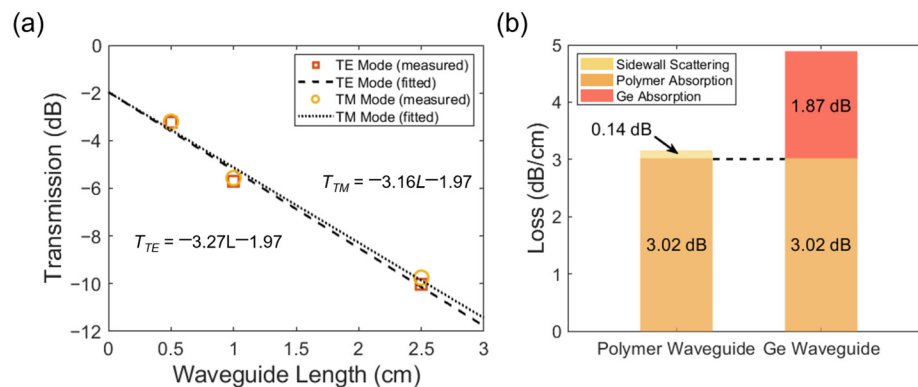 (a)
Transmission (dB)
0
−2
−4
−6
−8
−10
−12
TE Mode (measured)
TE Mode (fitted)
TM Mode (measured)
TM Mode (fitted)
T_TM = −3.16L−1.97
T_TE = −3.27L−1.97
0 0.5 1 1.5 2 2.5 3
Waveguide Length (cm)
(b)
Loss (dB/cm)
5
4
3
2
1
0
Sidewall Scattering
Polymer Absorption
Ge Absorption
1.87 dB
0.14 dB
3.02 dB 3.02 dB
Polymer Waveguide Ge Waveguide